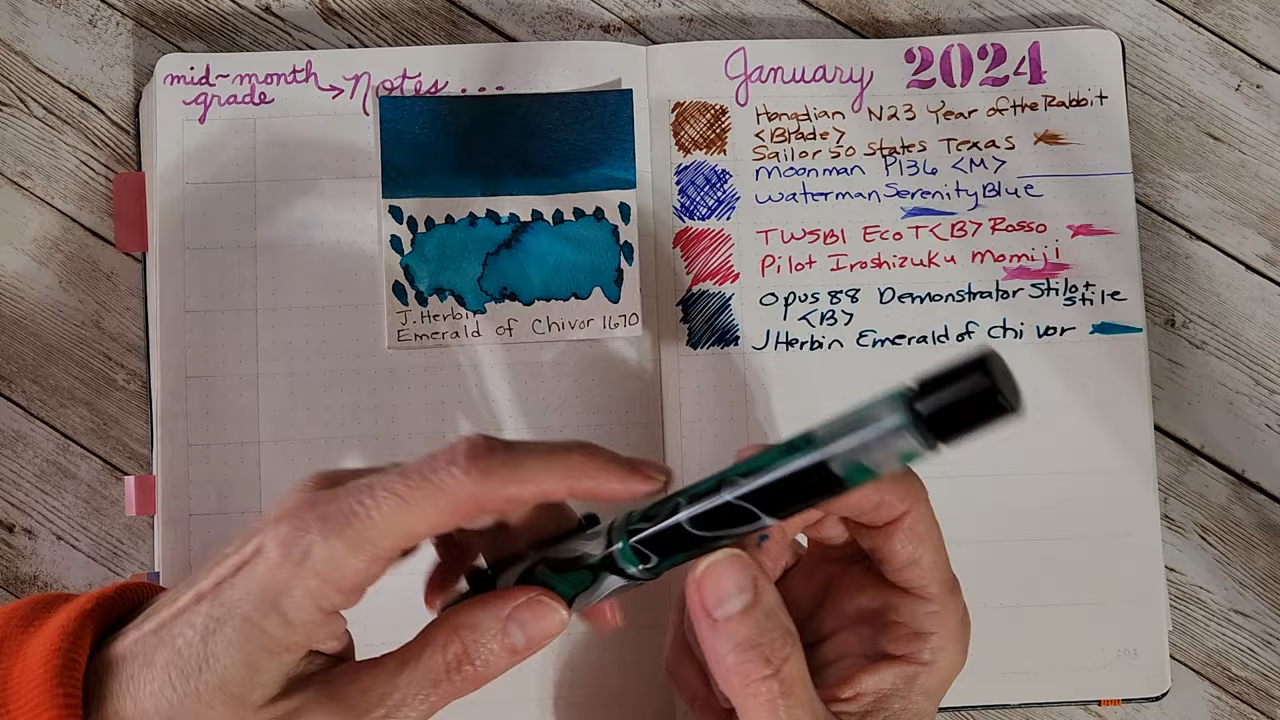 mid~month
grade → Notes...
J. Herbin
Emerald of Chivor 1670
January 2024
Hongdian N23 Year of the Rabbit
<Blade>
Sailor 50 States Texas
Moonman P136 <M>
Waterman Serenity Blue
TWSBI Eco T<B> Rosso
Pilot Iroshizuku momiji
Opus 88 Demonstrator Stilo+
stile
<B>
J Herbin Emerald of Chivor